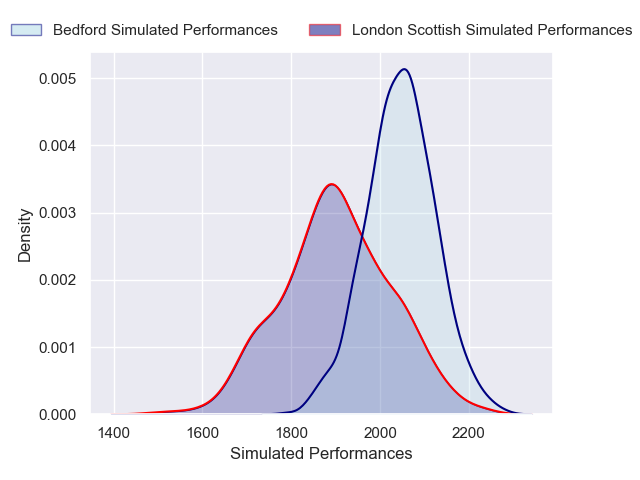 Bedford Simulated Performances
London Scottish Simulated Performances
0.005
0.004
0.003
0.002
0.001
0.000
Density
1400
1600
1800
2000
2200
Simulated Performances